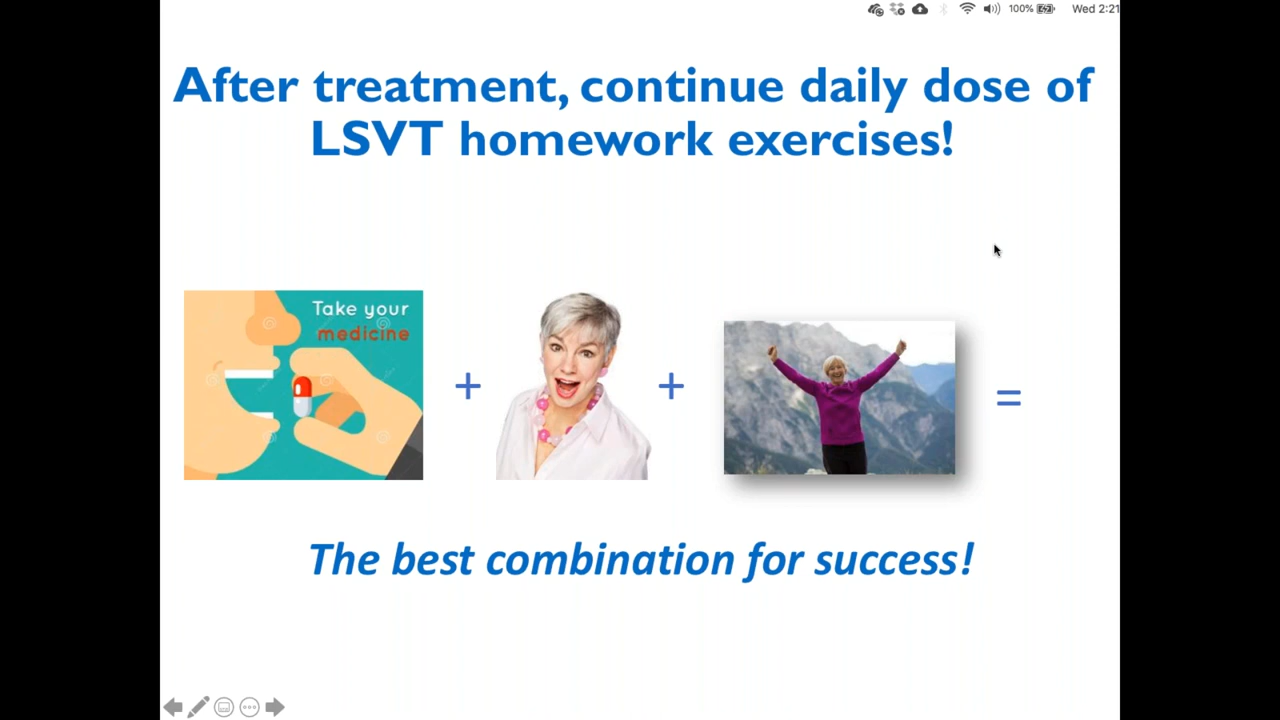 100% Wed 2:21
After treatment, continue daily dose of
LSVT homework exercises!
Take your
medicine
+ + =
The best combination for success!